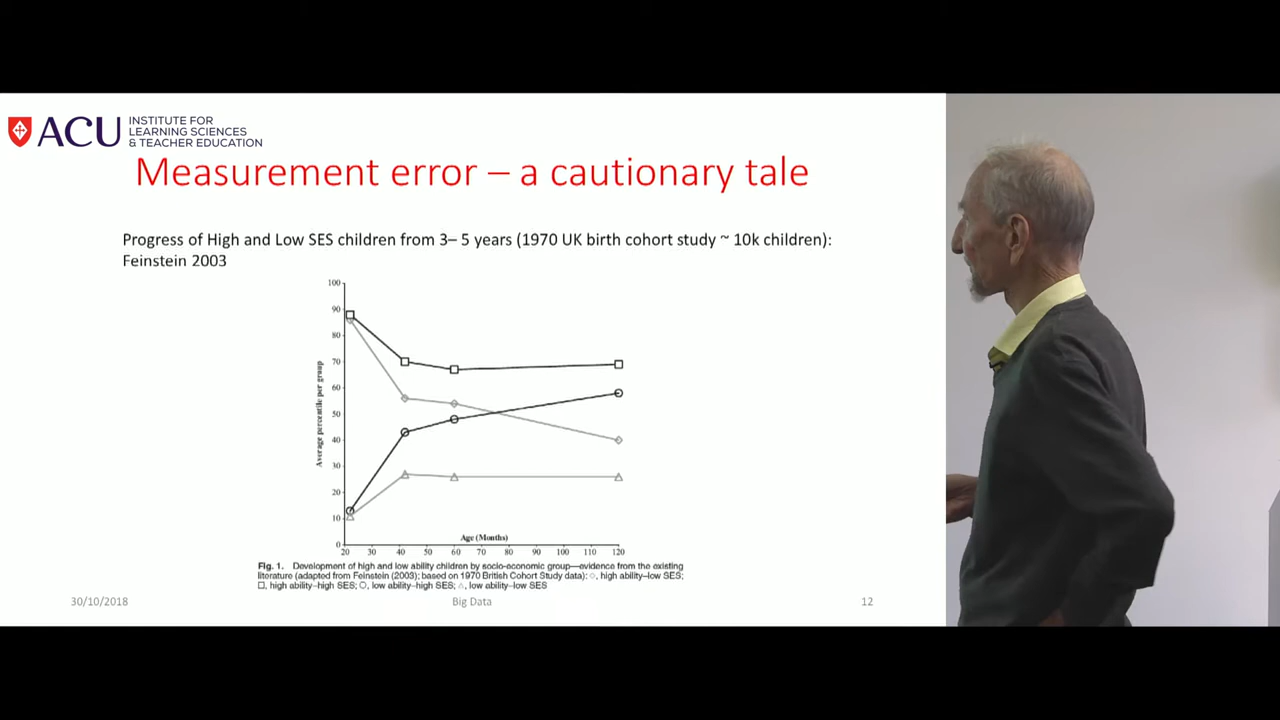 ACU
INSTITUTE FOR
LEARNING SCIENCES
& TEACHER EDUCATION
Measurement error – a cautionary tale
Progress of High and Low SES children from 3– 5 years (1970 UK birth cohort study ~ 10k children):
Feinstein 2003
100
90
80
70
60
50
40
30
20
10
0
Average percentile per group
Age (Months)
20 30 40 50 60 70 80 90 100 110 120
Fig. 1. Development of high and low ability children by socio-economic group—evidence from the existing
literature (adapted from Feinstein (2003); based on 1970 British Cohort Study data): ◇, high ability–low SES;
□, high ability–high SES; ○, low ability–high SES; △, low ability–low SES
30/10/2018
Big Data
12